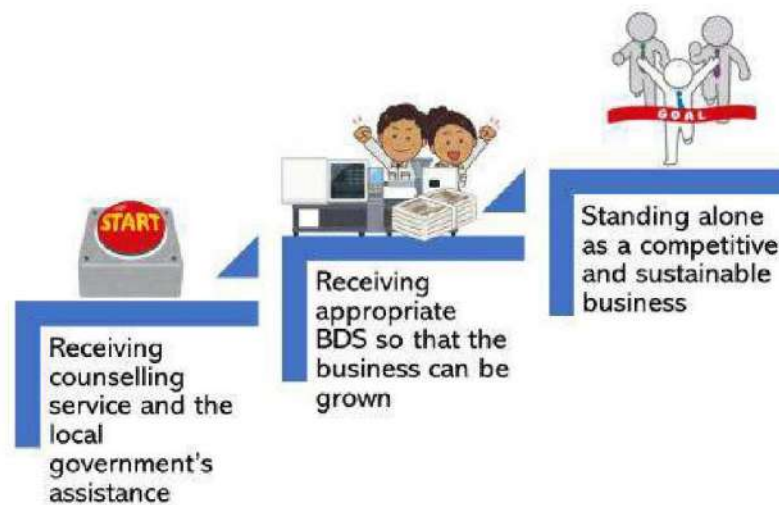 START
Receiving
counselling
service and the
local
government's
assistance
Receiving
appropriate
BDS so that the
business can be
grown
GOAL
Standing alone
as a competitive
and sustainable
business